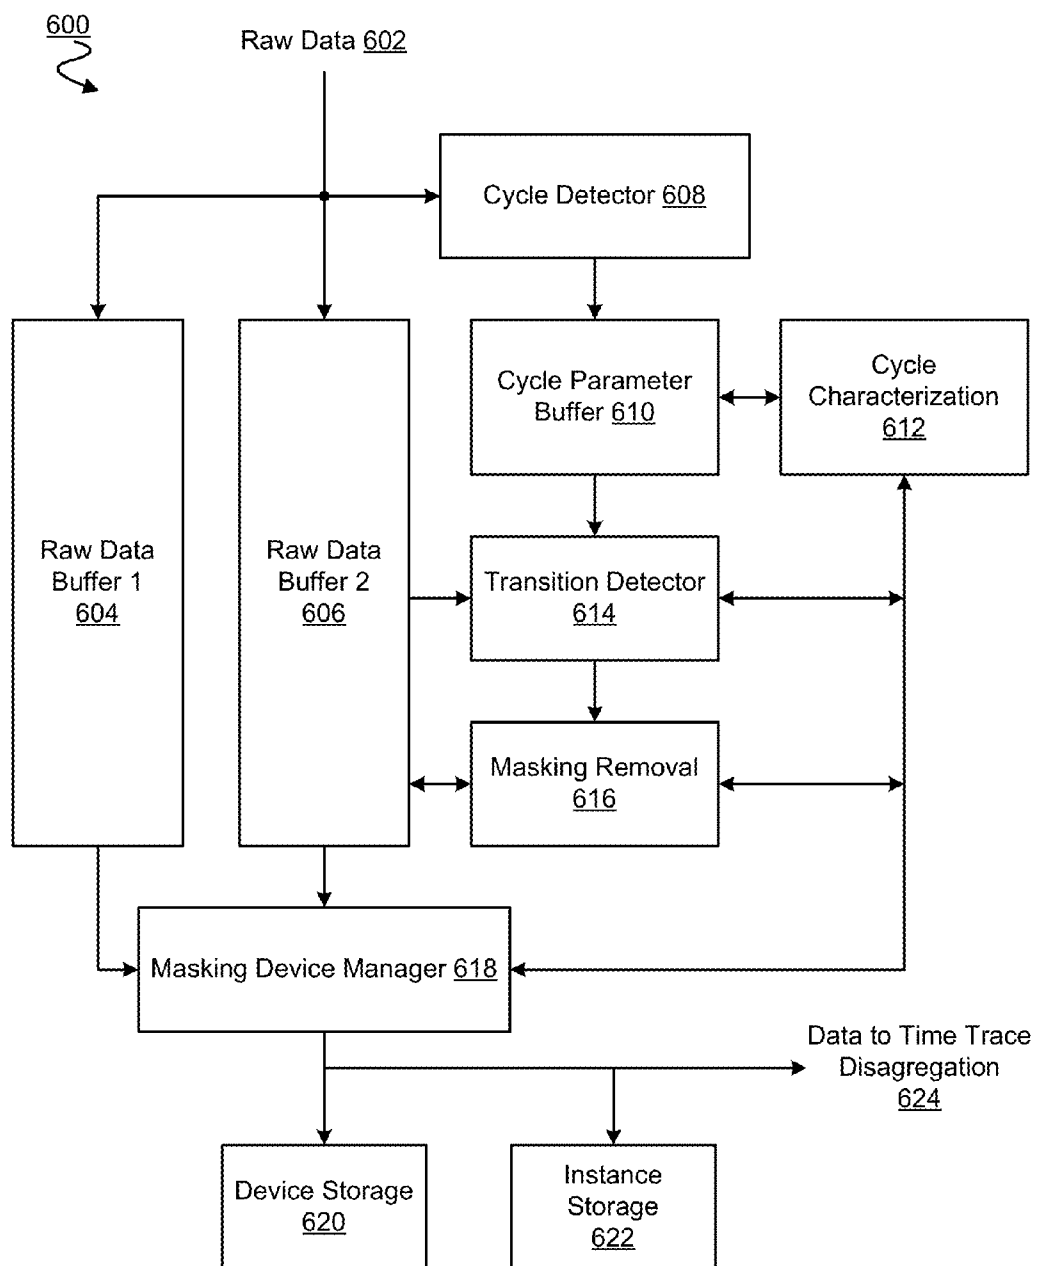 600
Raw Data 602
Cycle Detector 608
Cycle Parameter
Buffer 610
Cycle
Characterization
612
Raw Data
Buffer 1
604
Raw Data
Buffer 2
606
Transition Detector
614
Masking Removal
616
Masking Device Manager 618
Data to Time Trace
Disagregation
624
Device Storage
620
Instance
Storage
622